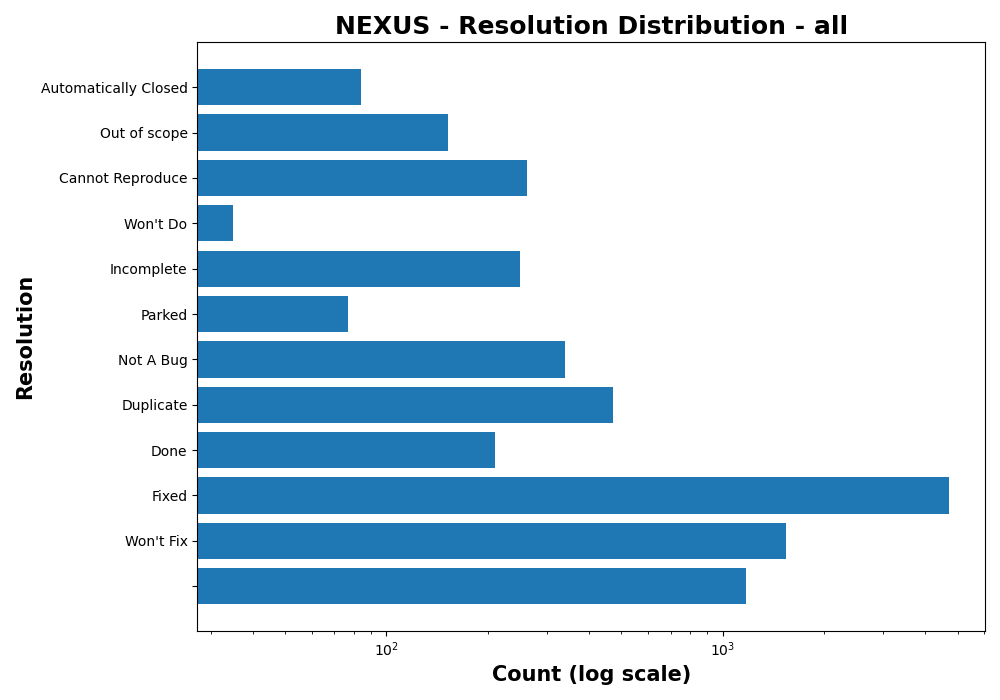 NEXUS - Resolution Distribution - all
Automatically Closed
Out of scope
Cannot Reproduce
Won't Do
Incomplete
Parked
Not A Bug
Duplicate
Done
Fixed
Won't Fix
Resolution
10²
10³
Count (log scale)